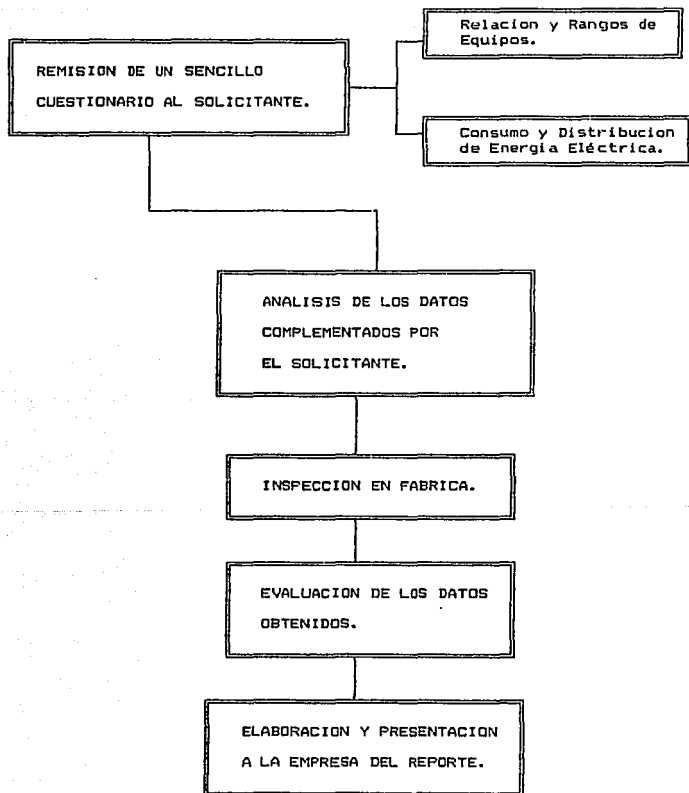 REMISION DE UN SENCILLO
CUESTIONARIO AL SOLICITANTE.
Relacion y Rangos de
Equipos.
Consumo y Distribucion
de Energia Eléctrica.
ANALISIS DE LOS DATOS
COMPLEMENTADOS POR
EL SOLICITANTE.
INSPECCION EN FABRICA.
EVALUACION DE LOS DATOS
OBTENIDOS.
ELABORACION Y PRESENTACION
A LA EMPRESA DEL REPORTE.